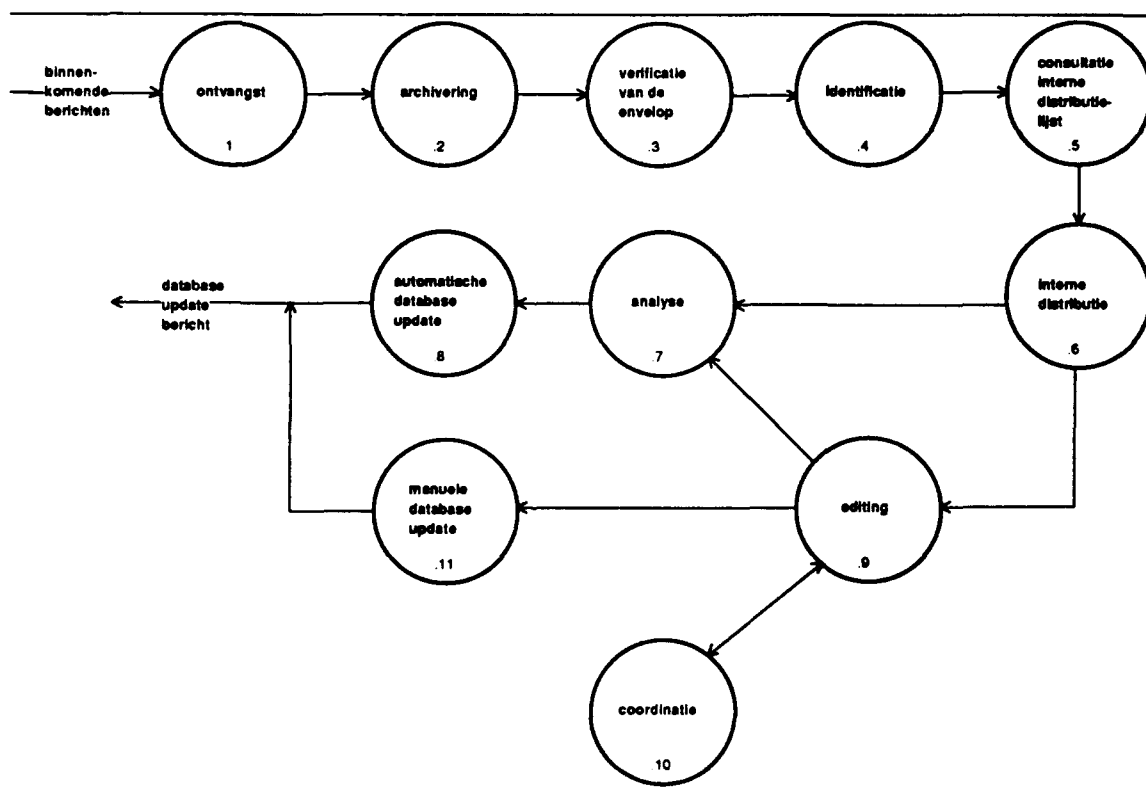 binnen-
komende
berichten
ontvangst
1
archivering
.2
verificatie
van de
envelop
.3
identificatie
.4
consultatie
interne
distributie-
lijst
.5
database
update
bericht
automatische
database
update
8
analyse
.7
interne
distributie
.6
manuele
database
update
.11
editing
.9
coordinatie
.10